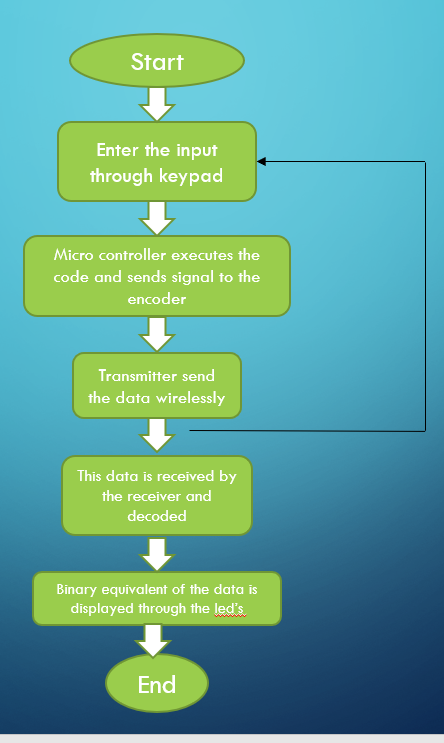 Start
Enter the input
through keypad
Micro controller executes the
code and sends signal to the
encoder
Transmitter send
the data wirelessly
This data is received by
the receiver and
decoded
Binary equivalent of the data is
displayed through the led's
End